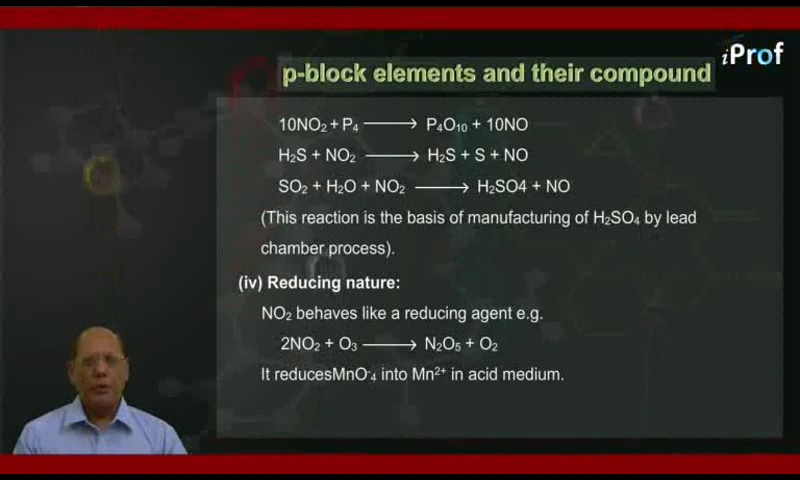 iProf
p-block elements and their compound
10NO₂ + P₄ ⟶ P₄O₁₀ + 10NO
H₂S + NO₂ ⟶ H₂S + S + NO
SO₂ + H₂O + NO₂ ⟶ H₂SO4 + NO
(This reaction is the basis of manufacturing of H₂SO₄ by lead
chamber process).
(iv) Reducing nature:
NO₂ behaves like a reducing agent e.g.
2NO₂ + O₃ ⟶ N₂O₅ + O₂
It reducesMnO⁻₄ into Mn²⁺ in acid medium.